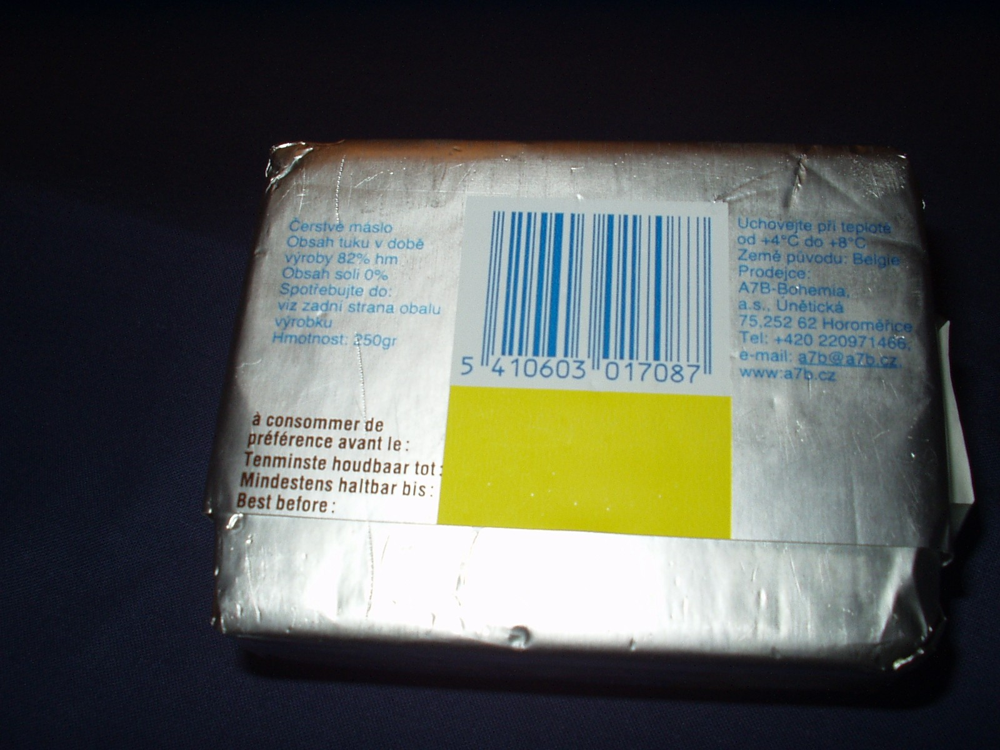 Čerstvé máslo
Obsah tuku v době
výroby 82% hm
Obsah soli 0%
Spotřebujte do:
viz zadní strana obalu
výrobku
Hmotnost: 250gr
5 410603 017087
Uchovejte při teplotě
od +4°C do +8°C
Země původu: Belgie
Prodejce:
A7B-Bohemia,
a.s., Únětická
75,252 62 Horoměřice
Tel: +420 220971466,
e-mail: a7b@a7b.cz,
www:a7b.cz
à consommer de
préférence avant le :
Tenminste houdbaar tot :
Mindestens haltbar bis :
Best before :